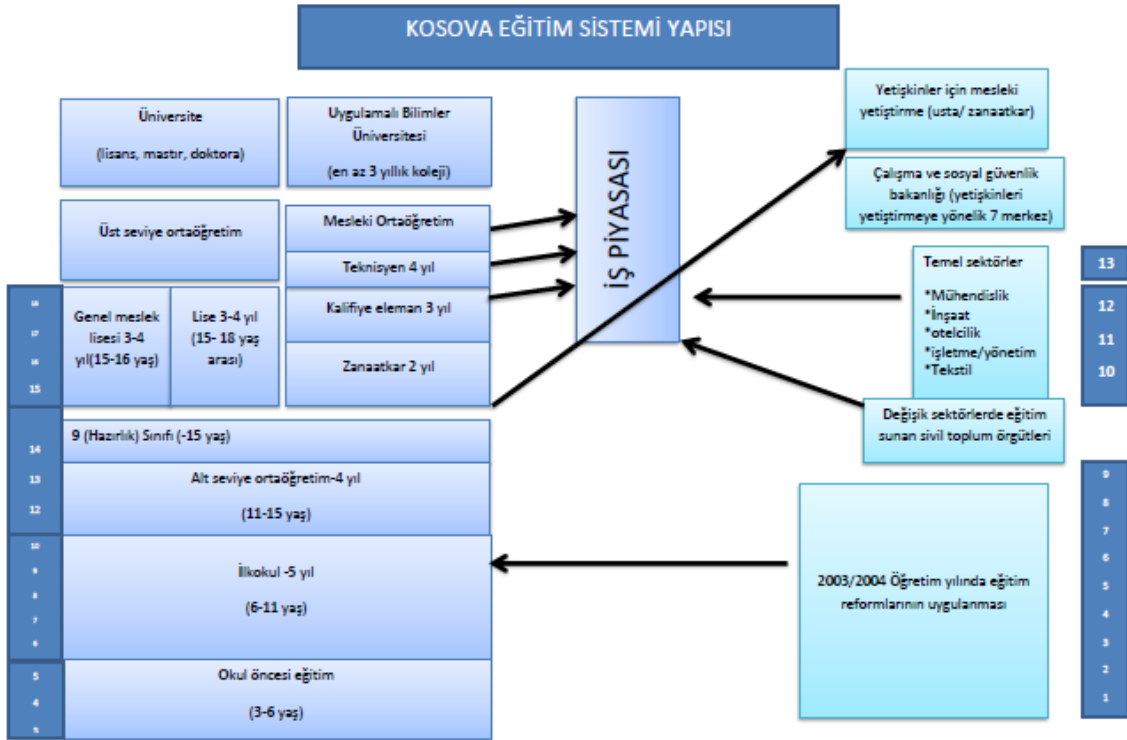 KOSOVA EĞİTİM SİSTEMİ YAPISI
Üniversite
(lisans, mastır, doktora)
Uygulamalı Bilimler
Üniversitesi
(en az 3 yıllık koleji)
Üst seviye ortaöğretim
Mesleki Ortaöğretim
Teknisyen 4 yıl
Genel meslek
lisesi 3-4
yıl(15-16 yaş)
Lise 3-4 yıl
(15- 18 yaş
arası)
Kalifiye eleman 3 yıl
Zanaatkar 2 yıl
9 (Hazırlık) Sınıfı (-15 yaş)
Alt seviye ortaöğretim-4 yıl
(11-15 yaş)
İlkokul -5 yıl
(6-11 yaş)
Okul öncesi eğitim
(3-6 yaş)
18
17
16
15
14
13
12
10
9
8
7
6
5
4
İŞ PİYASASI
Yetişkinler için mesleki
yetiştirme (usta/ zanaatkar)
Çalışma ve sosyal güvenlik
bakanlığı (yetişkinleri
yetiştirmeye yönelik 7 merkez)
Temel sektörler
*Mühendislik
*İnşaat
*otelcilik
*işletme/yönetim
*Tekstil
Değişik sektörlerde eğitim
sunan sivil toplum örgütleri
2003/2004 Öğretim yılında eğitim
reformlarının uygulanması
13
12
11
10
9
8
7
6
5
4
3
2
1